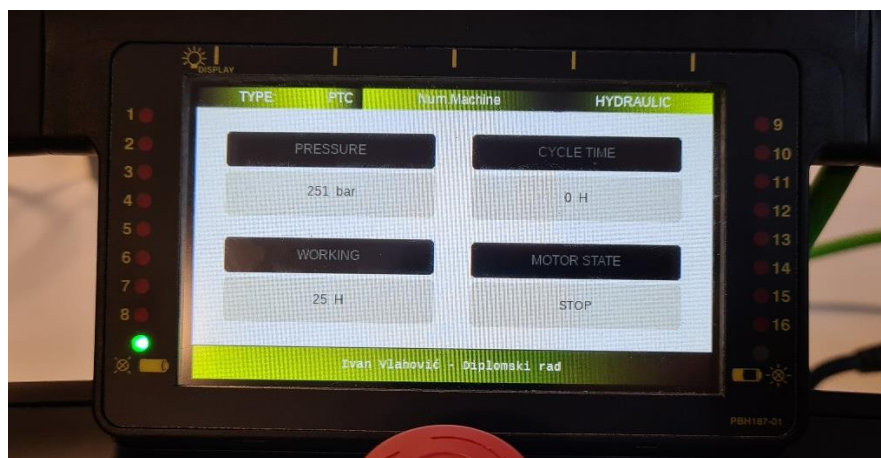 DISPLAY
TYPE: PTC Num.Machine HYDRAULIC
1
2
3
4
5
6
7
8
PRESSURE
251 bar
CYCLE TIME
0 H
WORKING
25 H
MOTOR STATE
STOP
Ivan Vlahović - Diplomski rad
9
10
11
12
13
14
15
16
PBH187-01